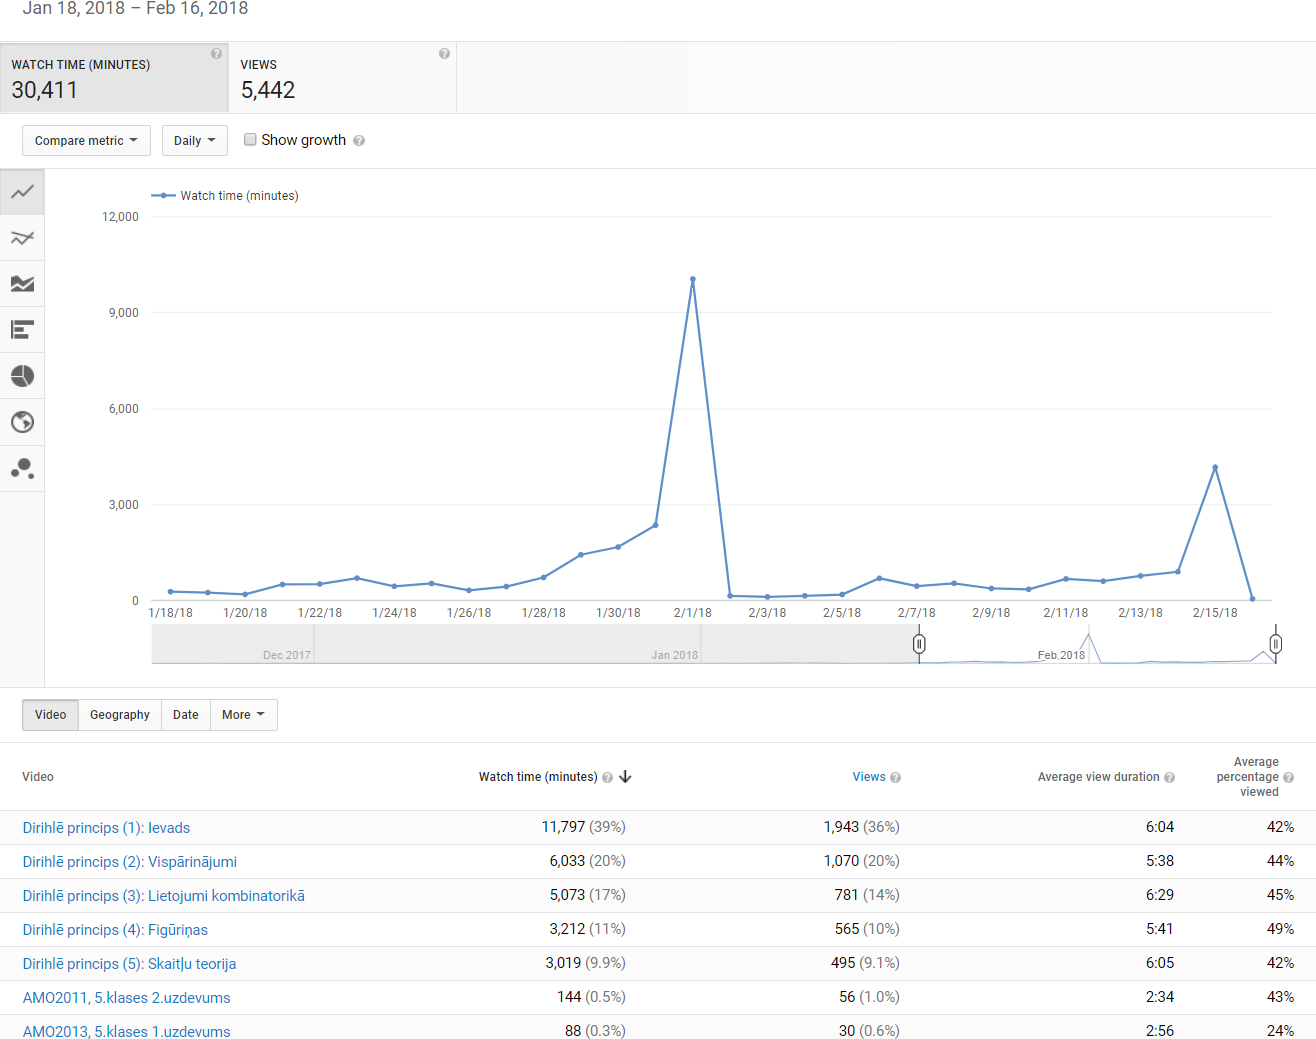 Jan 18, 2018 – Feb 16, 2018
WATCH TIME (MINUTES)
30,411
VIEWS
5,442
Compare metric
Daily
Show growth
Watch time (minutes)
12,000
9,000
6,000
3,000
0
1/18/18 1/20/18 1/22/18 1/24/18 1/26/18 1/28/18 1/30/18 2/1/18 2/3/18 2/5/18 2/7/18 2/9/18 2/11/18 2/13/18 2/15/18
Dec 2017 Jan 2018 Feb 2018
Video Geography Date More
Video Watch time (minutes) Views Average view duration Average percentage viewed
Dirihlē princips (1): Ievads 11,797 (39%) 1,943 (36%) 6:04 42%
Dirihlē princips (2): Vispārinājumi 6,033 (20%) 1,070 (20%) 5:38 44%
Dirihlē princips (3): Lietojumi kombinatorikā 5,073 (17%) 781 (14%) 6:29 45%
Dirihlē princips (4): Figūriņas 3,212 (11%) 565 (10%) 5:41 49%
Dirihlē princips (5): Skaitļu teorija 3,019 (9.9%) 495 (9.1%) 6:05 42%
AMO2011, 5.klases 2.uzdevums 144 (0.5%) 56 (1.0%) 2:34 43%
AMO2013, 5.klases 1.uzdevums 88 (0.3%) 30 (0.6%) 2:56 24%